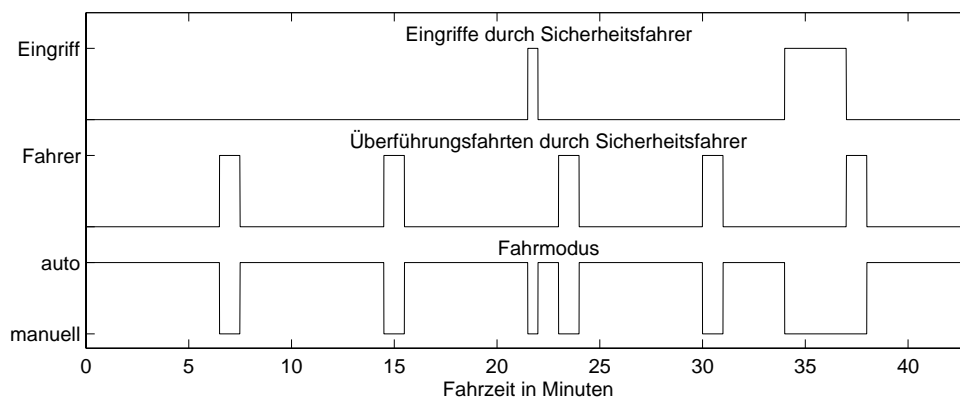 Eingriffe durch Sicherheitsfahrer
Eingriff
Überführungsfahrten durch Sicherheitsfahrer
Fahrer
Fahrmodus
auto
manuell
0 5 10 15 20 25 30 35 40
Fahrzeit in Minuten